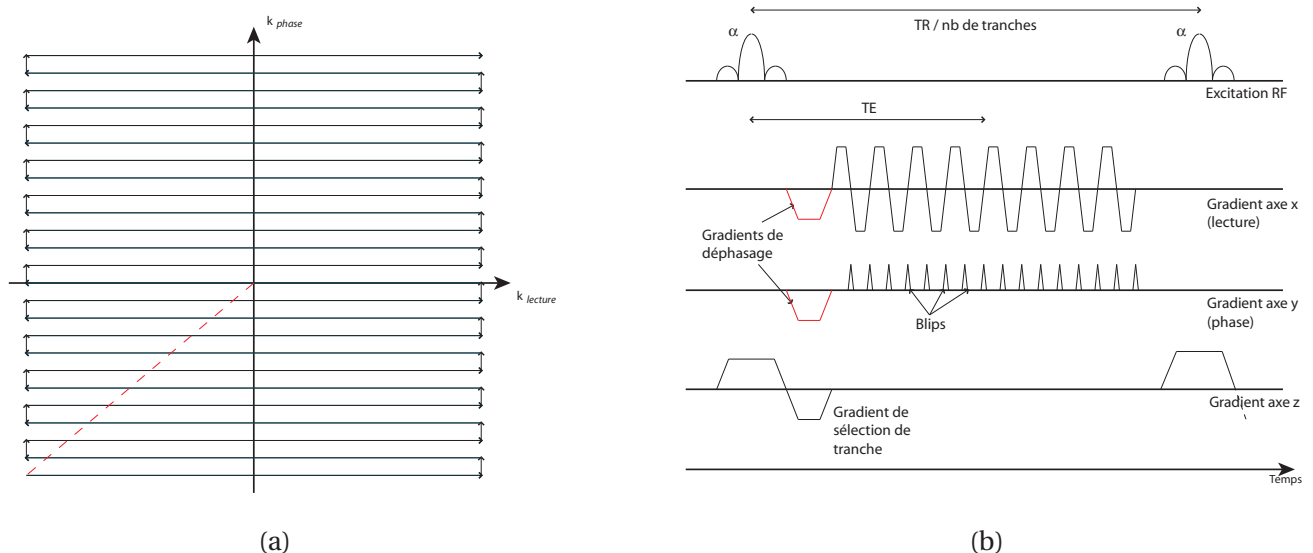 k phase
k lecture
(a)
TR / nb de tranches
α
α
Excitation RF
TE
Gradient axe x
(lecture)
Gradients de
déphasage
Gradient axe y
(phase)
Blips
Gradient axe z
Gradient de
sélection de
tranche
Temps
(b)